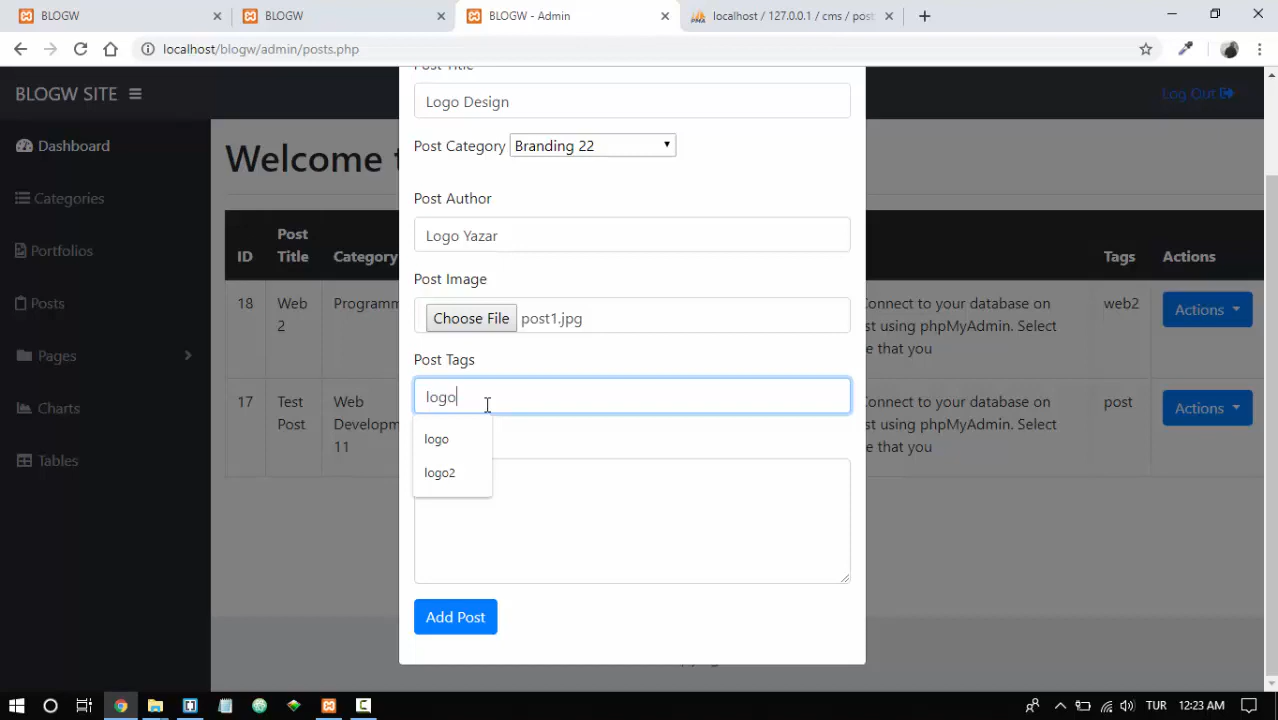 BLOGW
BLOGW
BLOGW - Admin
localhost / 127.0.0.1 / cms / post
localhost/blogw/admin/posts.php
BLOGW SITE
Log Out
Dashboard
Categories
Portfolios
Posts
Pages
Charts
Tables
Welcome t
ID
Post
Title
Category
Tags
Actions
18
Web
2
Programm
Connect to your database on
st using phpMyAdmin. Select
e that you
web2
Actions
17
Test
Post
Web
Developm
11
Connect to your database on
st using phpMyAdmin. Select
e that you
post
Actions
Post Title
Logo Design
Post Category
Branding 22
Post Author
Logo Yazar
Post Image
Choose File
post1.jpg
Post Tags
logo
logo
logo2
Add Post
TUR
12:23 AM